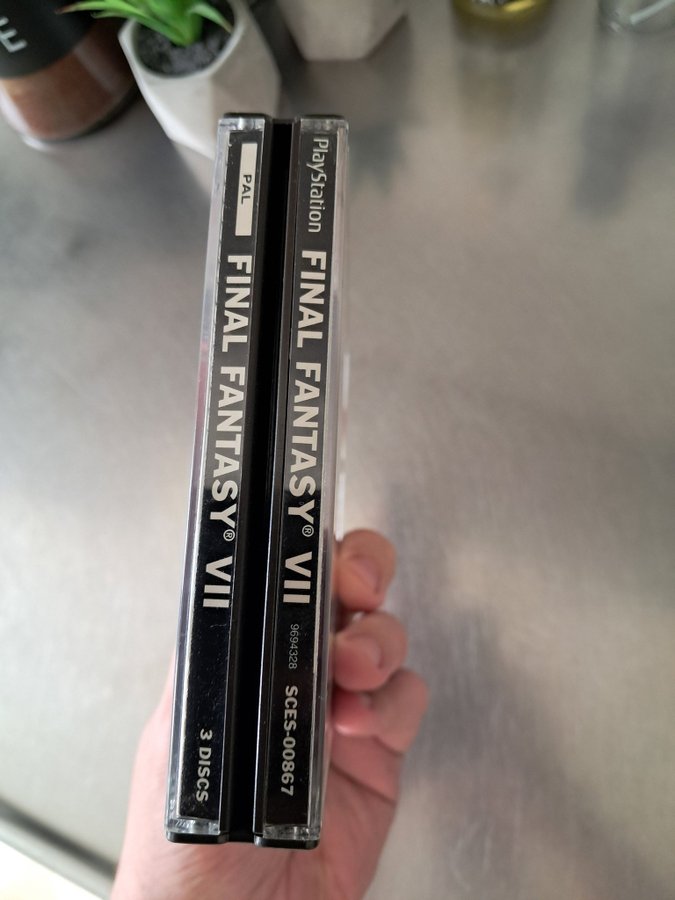 E
PAL FINAL FANTASY® VII 3 DISCS
PlayStation FINAL FANTASY® VII 9694328 SCES-00867